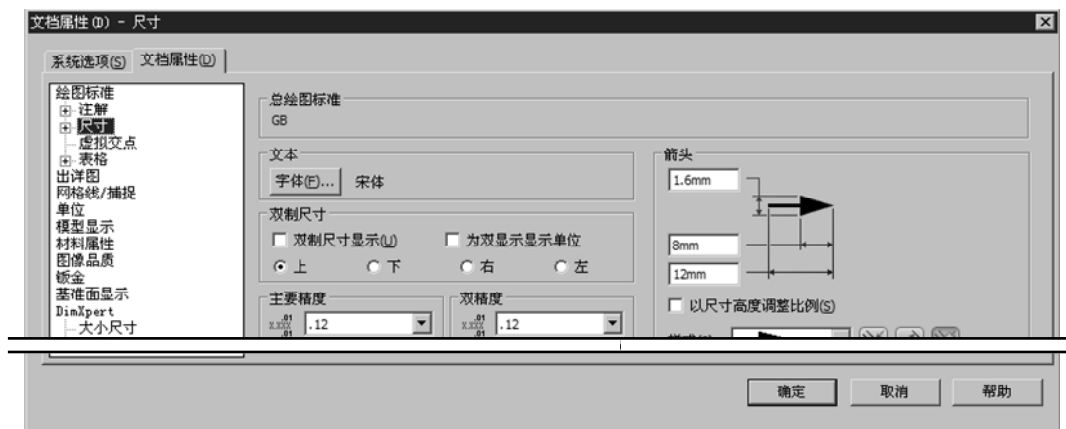 文档属性(D) - 尺寸
系统选项(S) 文档属性(D)
绘图标准
注解
尺寸
虚拟交点
表格
出详图
网格线/捕捉
单位
模型显示
材料属性
图像品质
钣金
基准面显示
DimXpert
大小尺寸
总绘图标准
GB
文本
字体(F)... 宋体
双制尺寸
双制尺寸显示(U) 为双显示显示单位
上 下 右 左
主要精度
.12
双精度
.12
箭头
1.6mm
8mm
12mm
以尺寸高度调整比例(S)
确定 取消 帮助